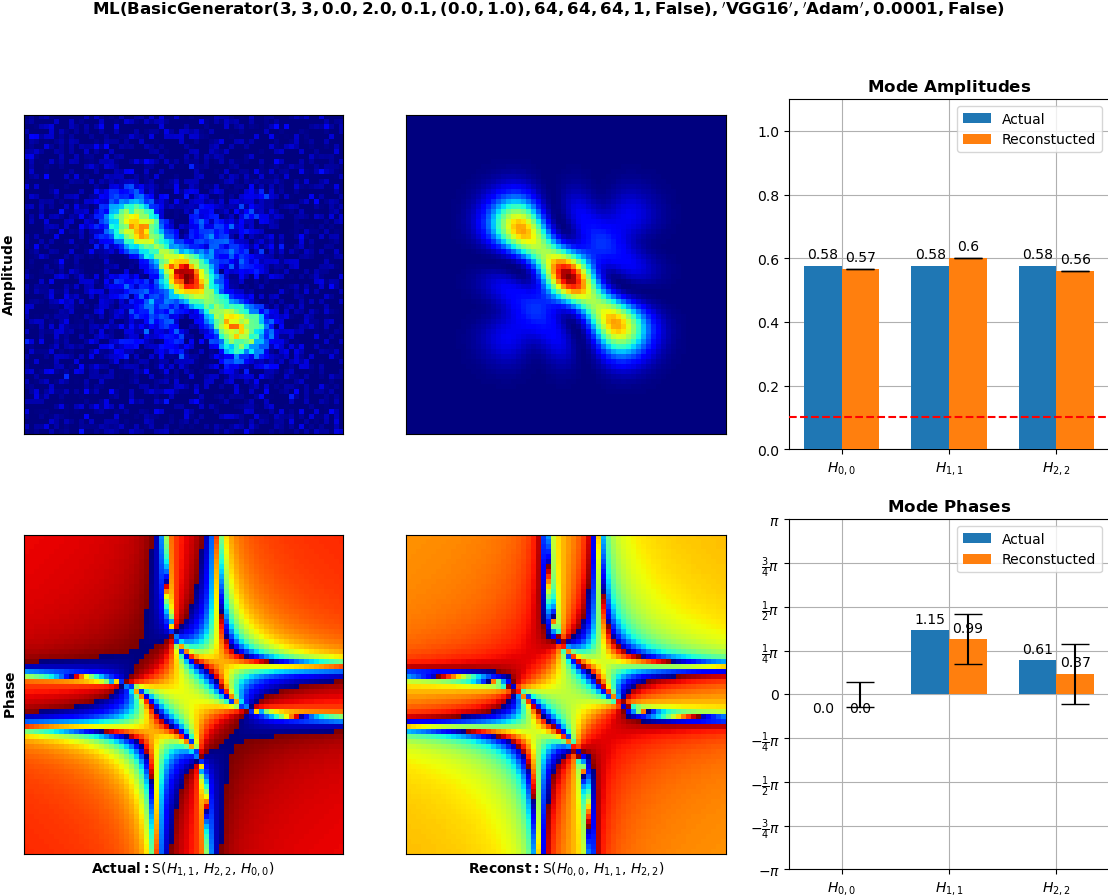 ML(BasicGenerator(3, 3, 0.0, 2.0, 0.1, (0.0, 1.0), 64, 64, 64, 1, False), ′VGG16′, ′Adam′, 0.0001, False)
Amplitude
Mode Amplitudes
Actual
Reconstucted
1.0
0.8
0.6
0.4
0.2
0.0
0.58 0.57 0.58 0.6 0.58 0.56
H0,0 H1,1 H2,2
Phase
Actual: S(H1,1, H2,2, H0,0)
Reconst: S(H0,0, H1,1, H2,2)
Mode Phases
Actual
Reconstucted
π
3/4π
1/2π
1/4π
0
−1/4π
−1/2π
−3/4π
−π
0.0 0.0 1.15 0.99 0.61 0.37
H0,0 H1,1 H2,2